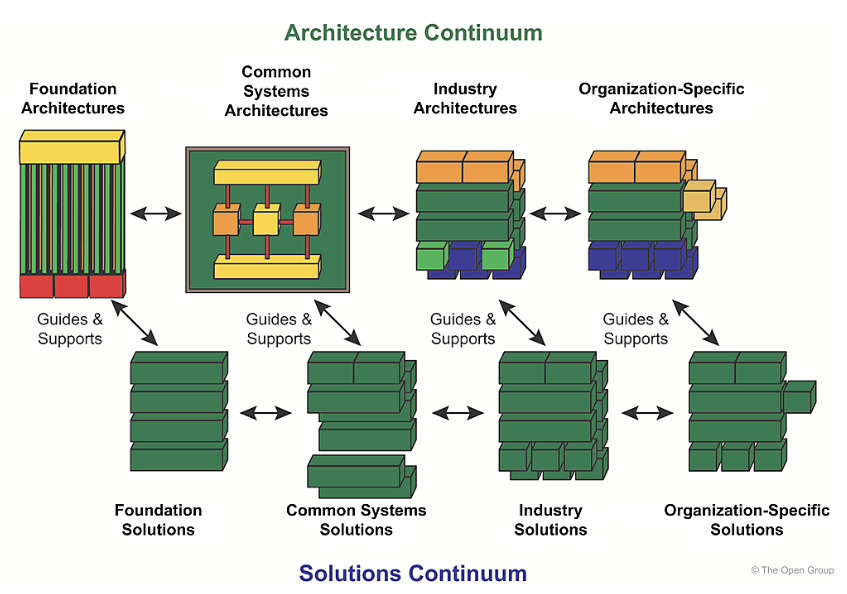 Architecture Continuum
Foundation
Architectures
Common
Systems
Architectures
Industry
Architectures
Organization-Specific
Architectures
Guides &
Supports
Guides &
Supports
Guides &
Supports
Guides &
Supports
Foundation
Solutions
Common Systems
Solutions
Industry
Solutions
Organization-Specific
Solutions
Solutions Continuum
© The Open Group